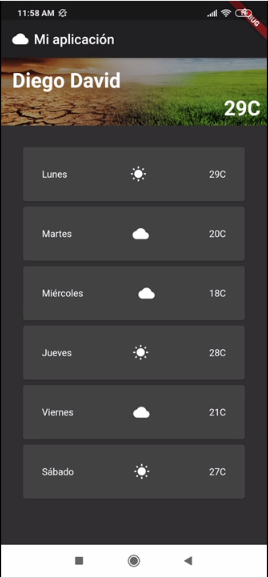 11:58 AM
Mi aplicación
Diego David
29C
Lunes 29C
Martes 20C
Miércoles 18C
Jueves 28C
Viernes 21C
Sábado 27C